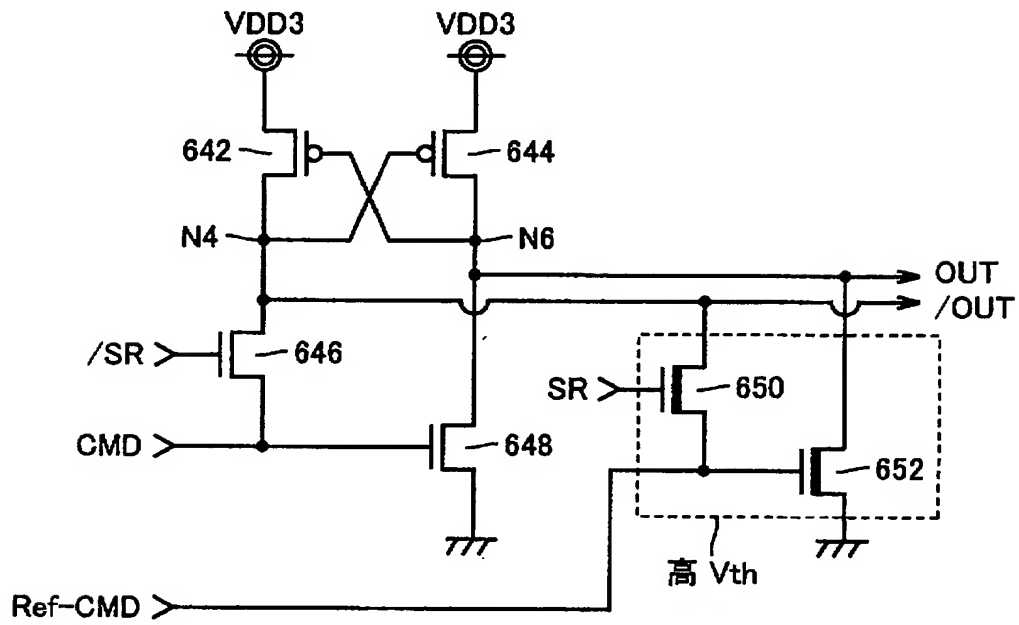 VDD3 VDD3
642 644
N4 N6
OUT
/OUT
/SR 646
SR 650
CMD 648 652
高 Vth
Ref-CMD